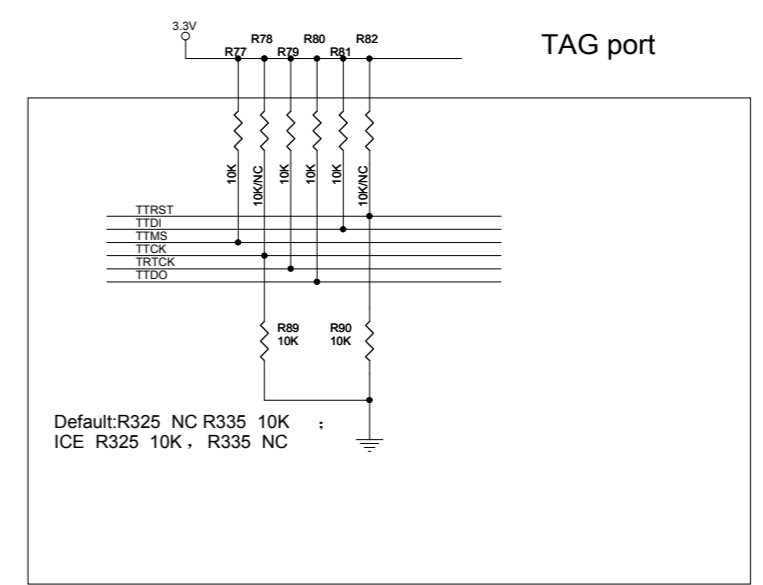 3.3V
TAG port
R78 R80 R82
R77 R79 R81
10K
10K/NC
10K
10K
10K
10K/NC
TTRST
TTDI
TTMS
TTCK
TRTCK
TTDO
R89
10K
R90
10K
Default:R325 NC R335 10K ；
ICE R325 10K， R335 NC